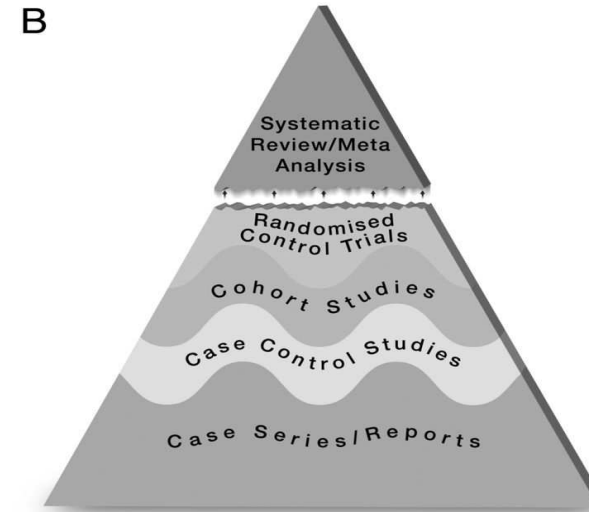 B
Systematic
Review/Meta
Analysis
Randomised
Control Trials
Cohort Studies
Case Control Studies
Case Series/Reports